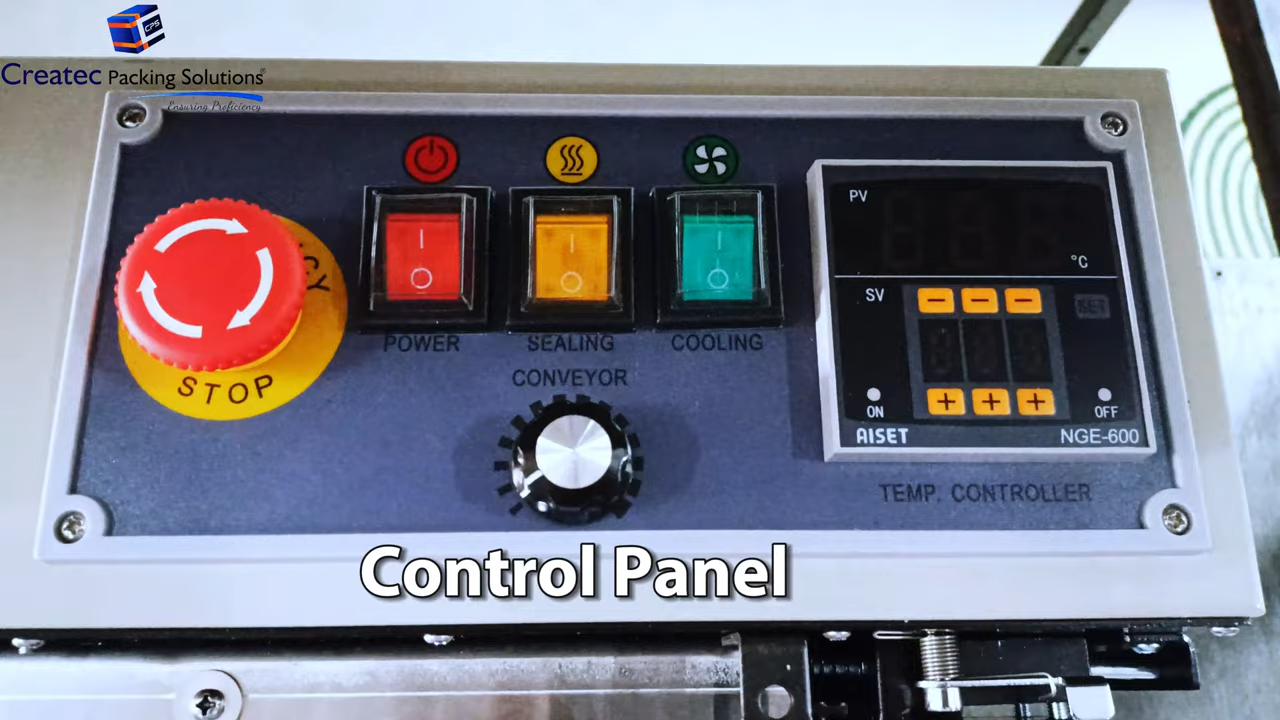 CPS
Createc Packing Solutions
Ensuring Proficiency
STOP
POWER
SEALING
COOLING
CONVEYOR
PV
°C
SV
SET
ON
OFF
AISET
NGE-600
TEMP. CONTROLLER
Control Panel